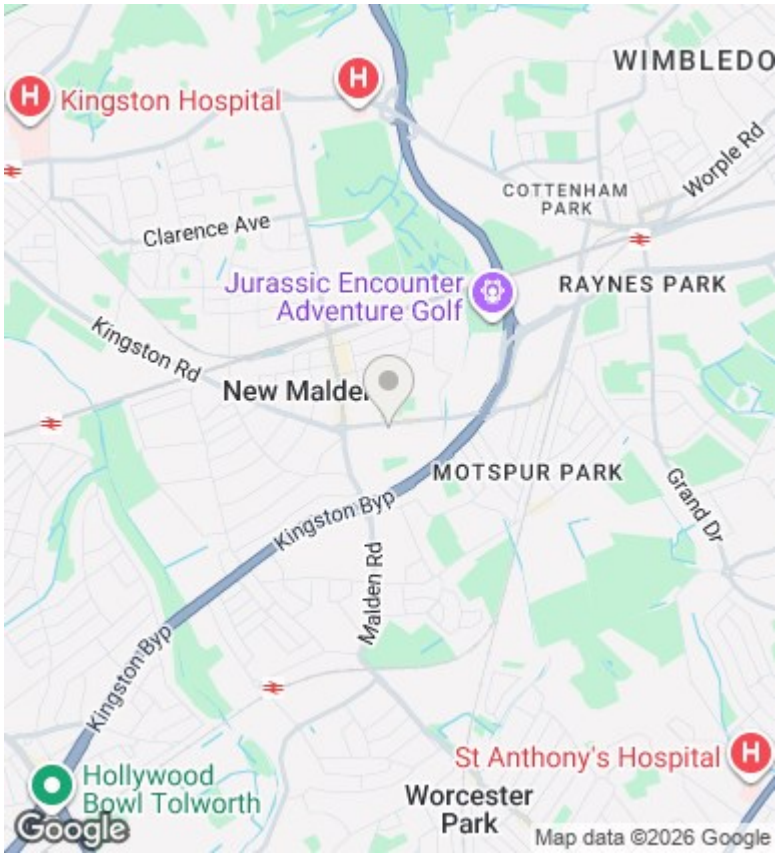 WIMBLEDO
Kingston Hospital
H
H
Worple Rd
COTTENHAM
PARK
Clarence Ave
Jurassic Encounter
Adventure Golf
RAYNES PARK
Kingston Rd
New Malde
MOTSPUR PARK
Grand Dr
Kingston Byp
Malden Rd
Kingston Byp
St Anthony's Hospital
H
Hollywood
Bowl Tolworth
Worcester
Park
Google
Map data ©2026 Google